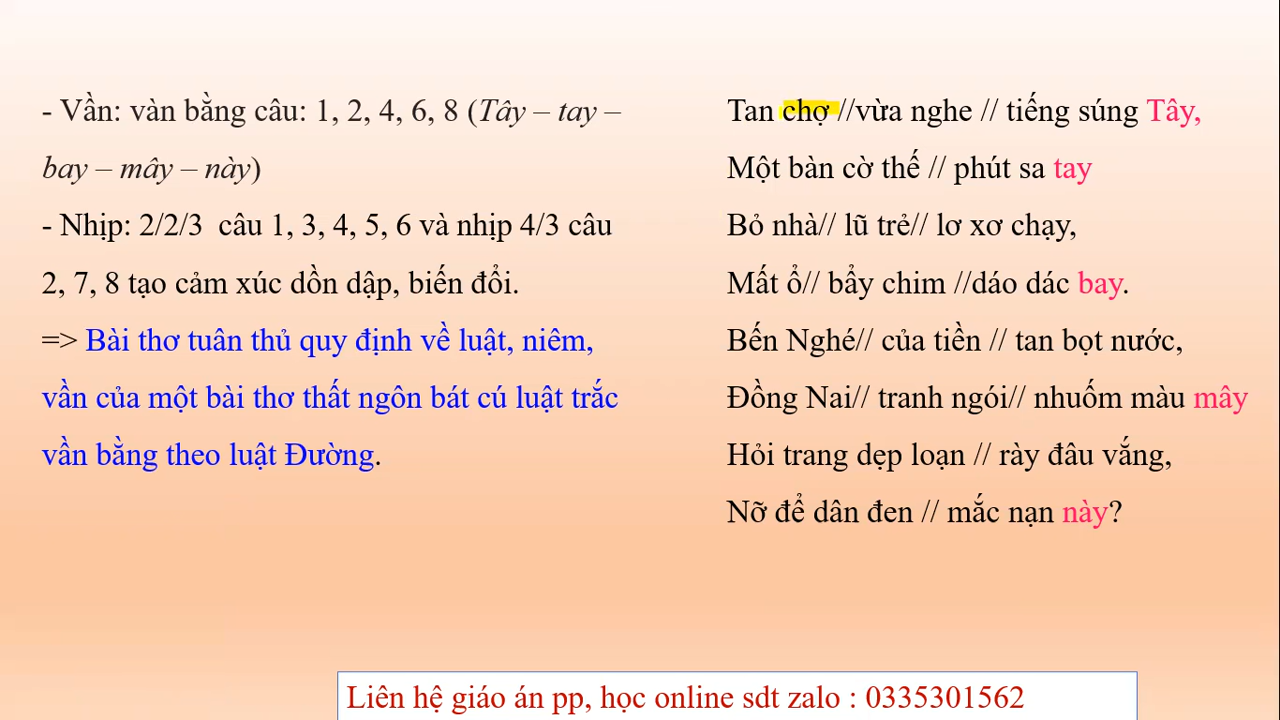 - Vần: vàn bằng câu: 1, 2, 4, 6, 8 (Tây – tay –
bay – mây – này)
- Nhịp: 2/2/3 câu 1, 3, 4, 5, 6 và nhịp 4/3 câu
2, 7, 8 tạo cảm xúc dồn dập, biến đổi.
=> Bài thơ tuân thủ quy định về luật, niêm,
vần của một bài thơ thất ngôn bát cú luật trắc
vần bằng theo luật Đường.
Tan chợ //vừa nghe // tiếng súng Tây,
Một bàn cờ thế // phút sa tay
Bỏ nhà// lũ trẻ// lơ xơ chạy,
Mất ổ// bẩy chim //dáo dác bay.
Bến Nghé// của tiền // tan bọt nước,
Đồng Nai// tranh ngói// nhuốm màu mây
Hỏi trang dẹp loạn // rày đâu vắng,
Nỡ để dân đen // mắc nạn này?
Liên hệ giáo án pp, học online sdt zalo : 0335301562